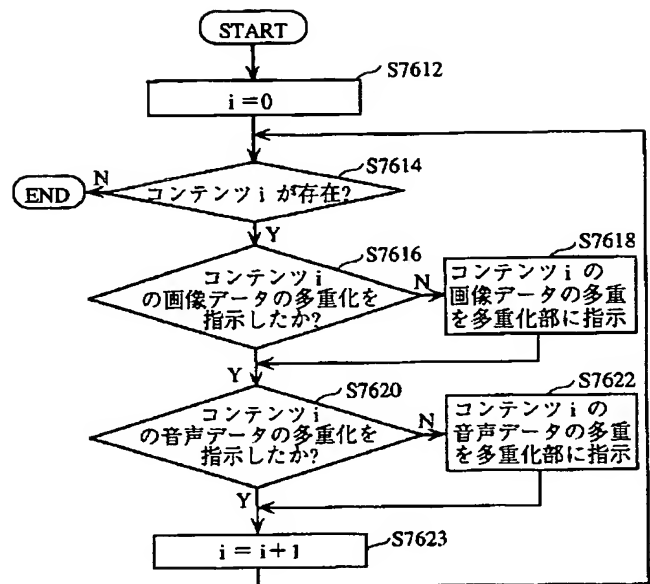 START
S7612
i=0
S7614
コンテンツiが存在?
N
END
Y
S7616
コンテンツi
の画像データの多重化を
指示したか?
N
S7618
コンテンツiの
画像データの多重
を多重化部に指示
Y
S7620
コンテンツi
の音声データの多重化を
指示したか?
N
S7622
コンテンツiの
音声データの多重
を多重化部に指示
Y
S7623
i=i+1